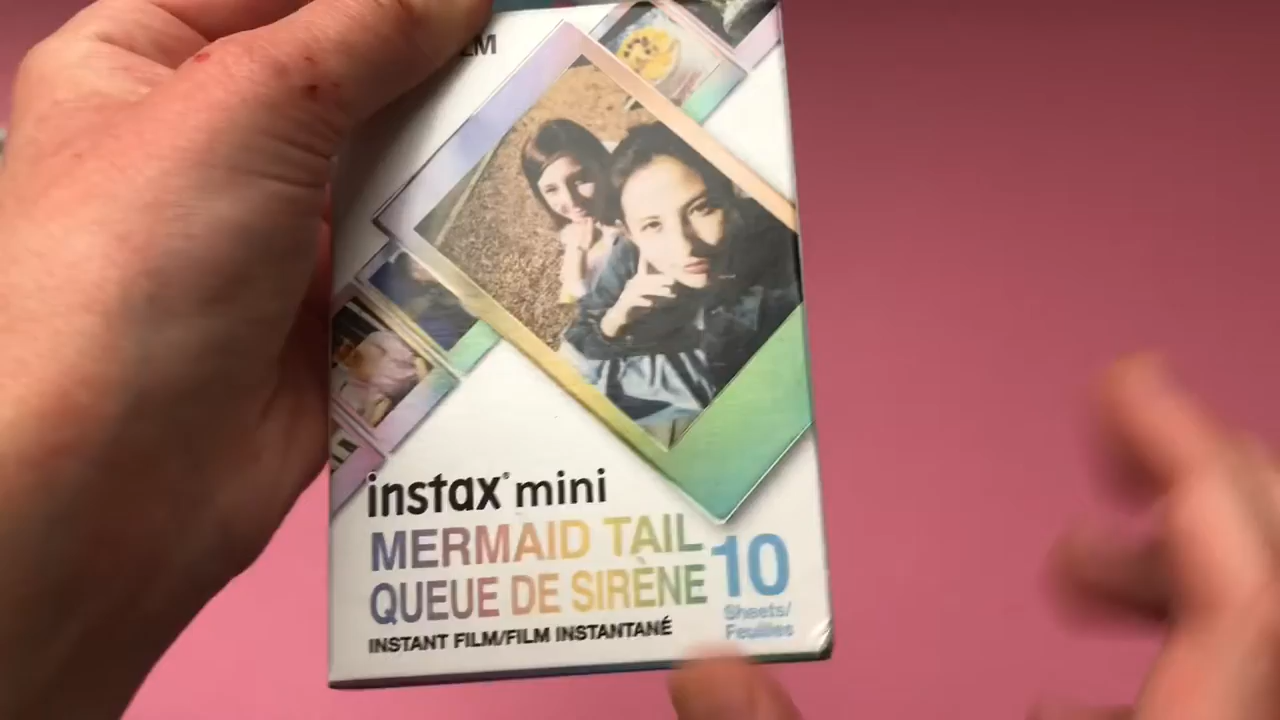 instax® mini
MERMAID TAIL
QUEUE DE SIRÈNE
10
Sheets/
Feuilles
INSTANT FILM/FILM INSTANTANÉ